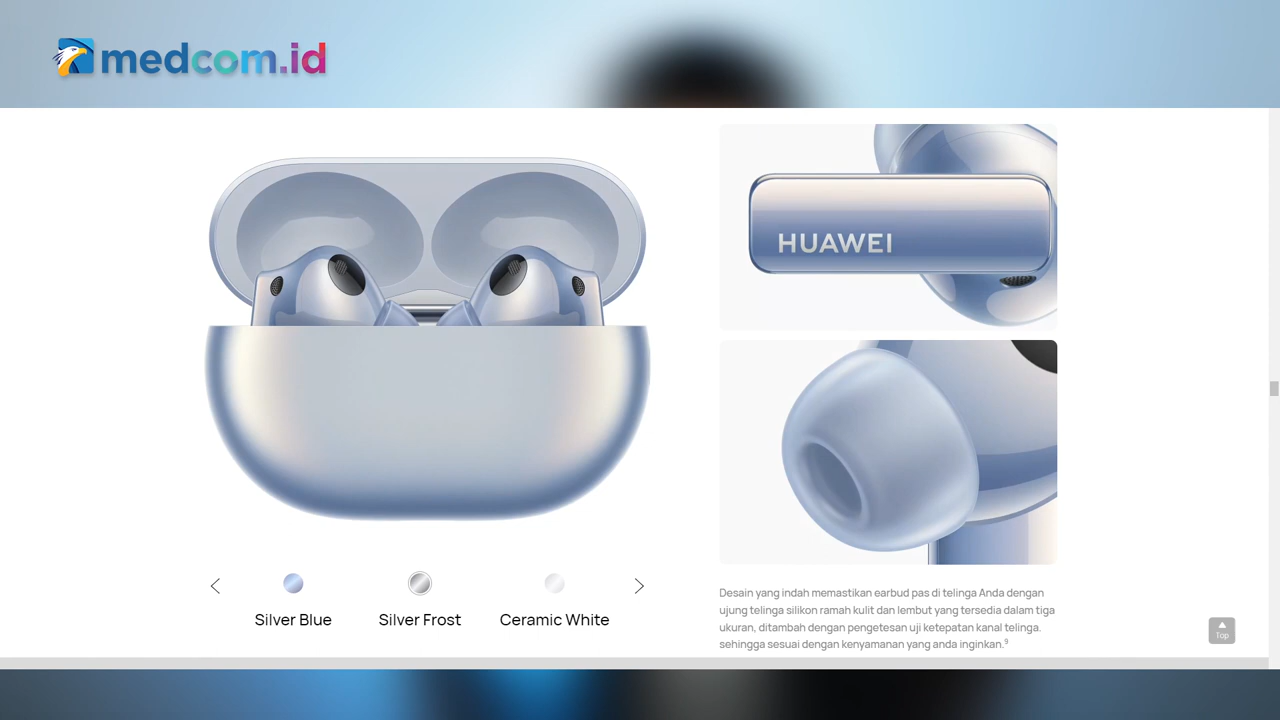 medcom.id
HUAWEI
Silver Blue
Silver Frost
Ceramic White
Desain yang indah memastikan earbud pas di telinga Anda dengan
ujung telinga silikon ramah kulit dan lembut yang tersedia dalam tiga
ukuran, ditambah dengan pengetesan uji ketepatan kanal telinga.
sehingga sesuai dengan kenyamanan yang anda inginkan.⁹
Top